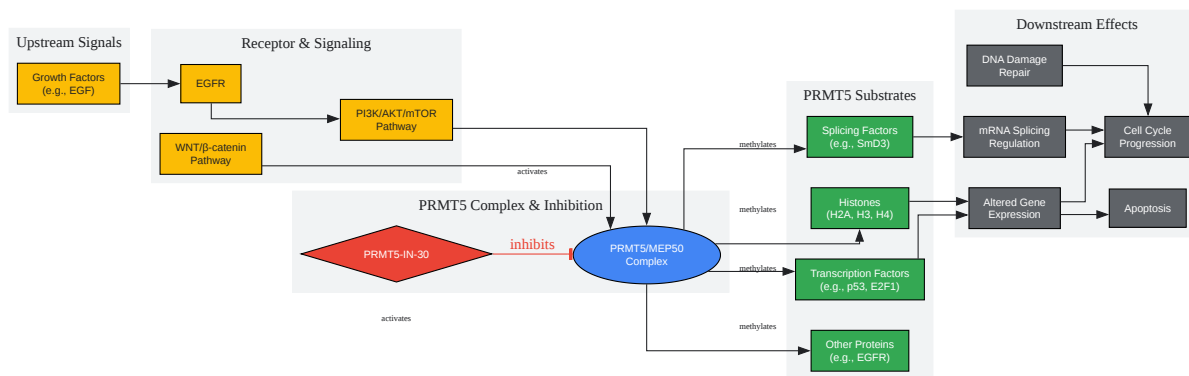 Upstream Signals
Growth Factors
(e.g., EGF)
Receptor & Signaling
EGFR
PI3K/AKT/mTOR
Pathway
WNT/β-catenin
Pathway
activates
PRMT5 Complex & Inhibition
PRMT5-IN-30
inhibits
PRMT5/MEP50
Complex
activates
methylates
methylates
methylates
methylates
PRMT5 Substrates
Splicing Factors
(e.g., SmD3)
Histones
(H2A, H3, H4)
Transcription Factors
(e.g., p53, E2F1)
Other Proteins
(e.g., EGFR)
Downstream Effects
DNA Damage
Repair
mRNA Splicing
Regulation
Cell Cycle
Progression
Altered Gene
Expression
Apoptosis